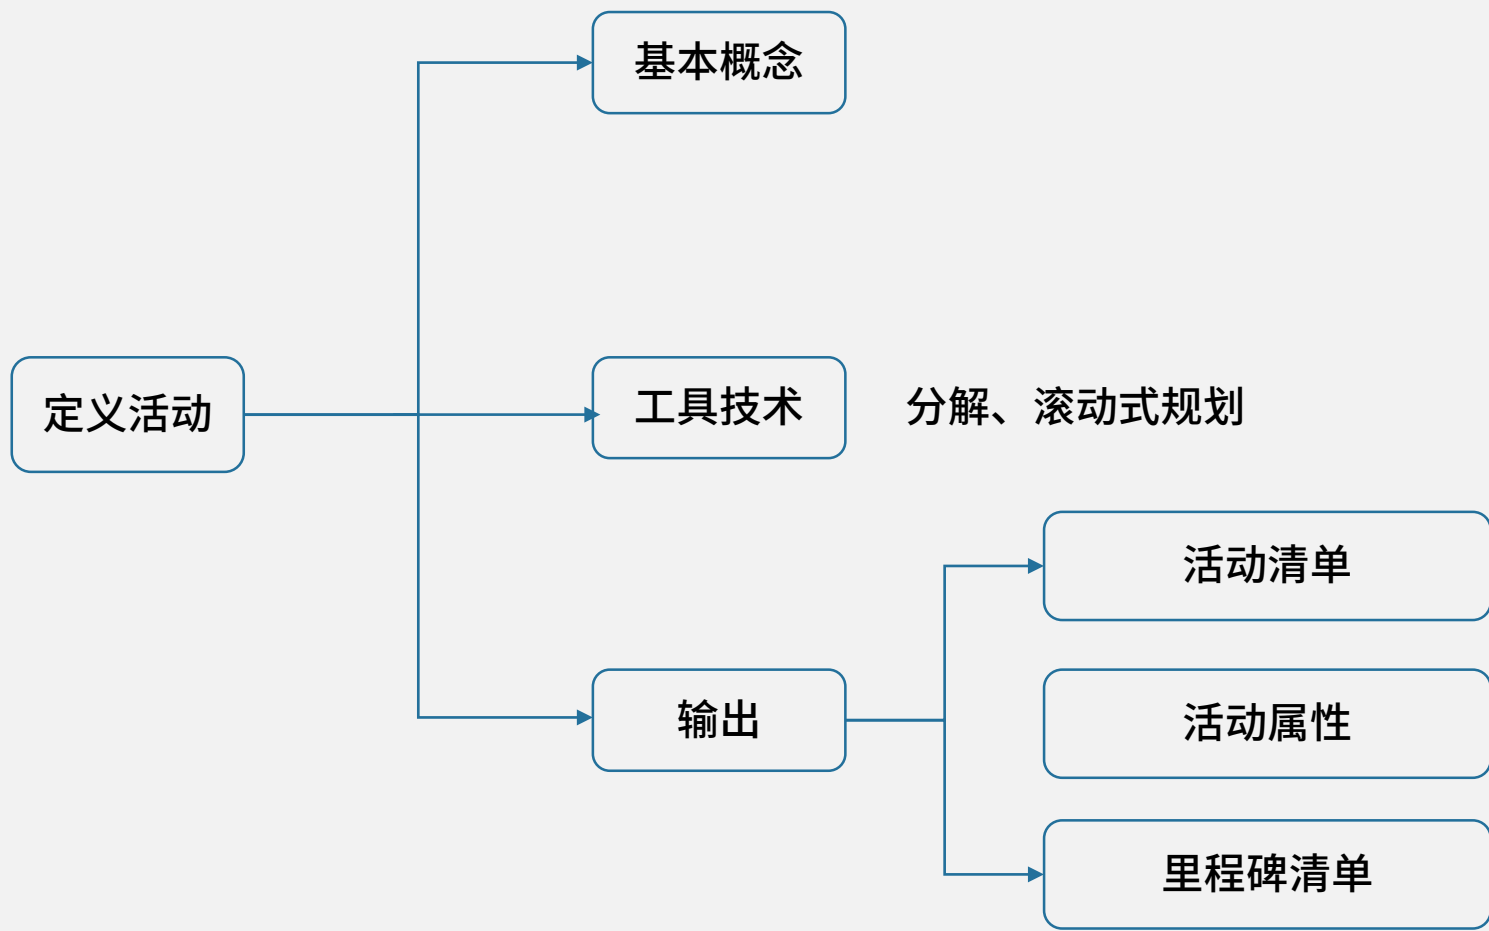 基本概念
定义活动
工具技术
分解、滚动式规划
输出
活动清单
活动属性
里程碑清单